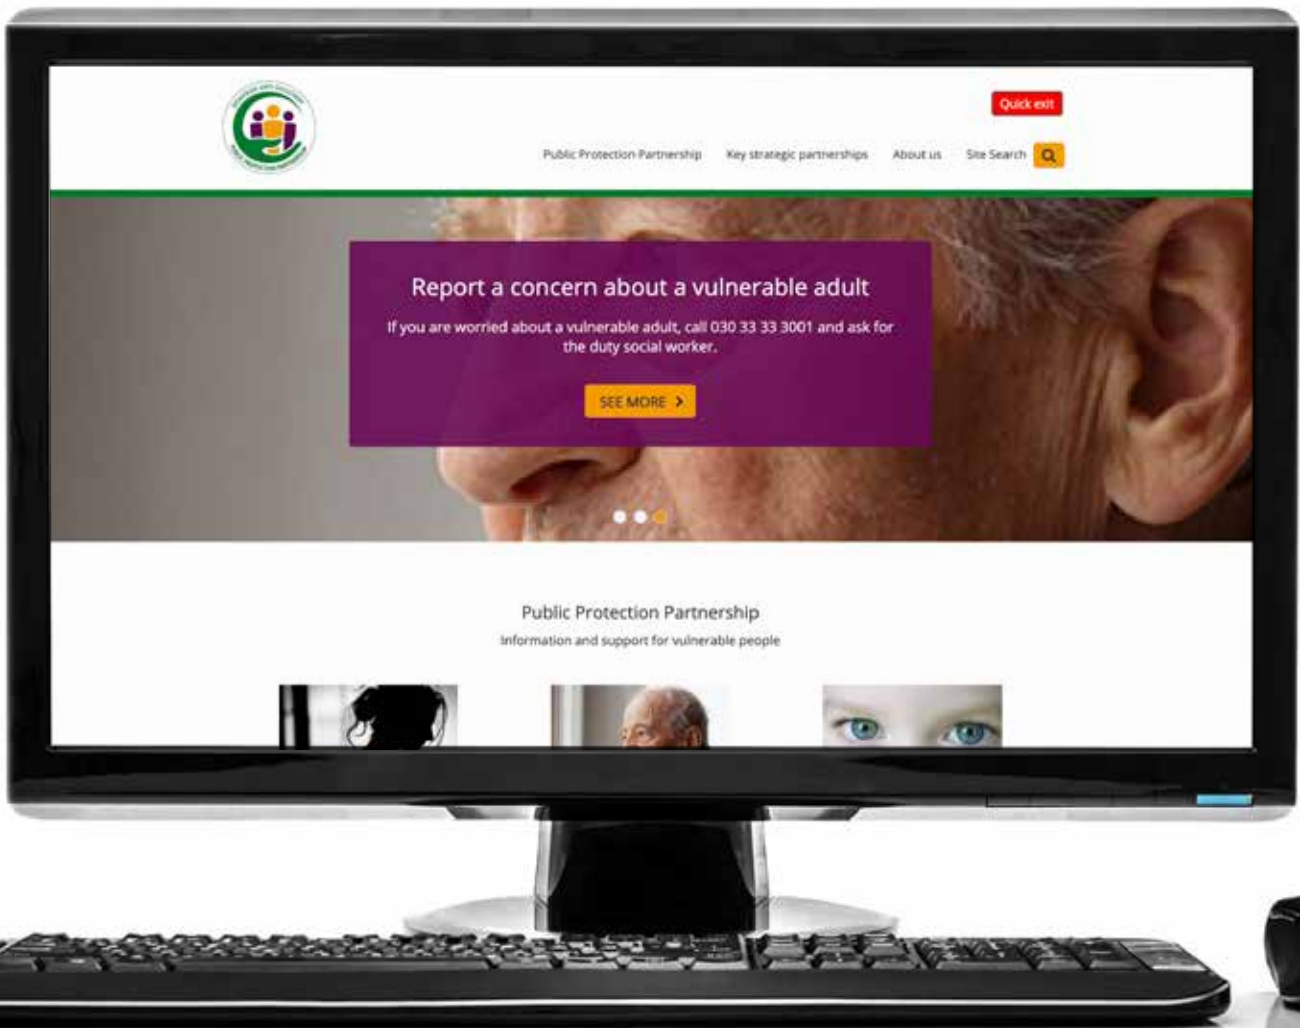 Quick exit
Public Protection Partnership Key strategic partnerships About us Site Search
Report a concern about a vulnerable adult
If you are worried about a vulnerable adult, call 030 33 33 3001 and ask for
the duty social worker.
SEE MORE
Public Protection Partnership
Information and support for vulnerable people